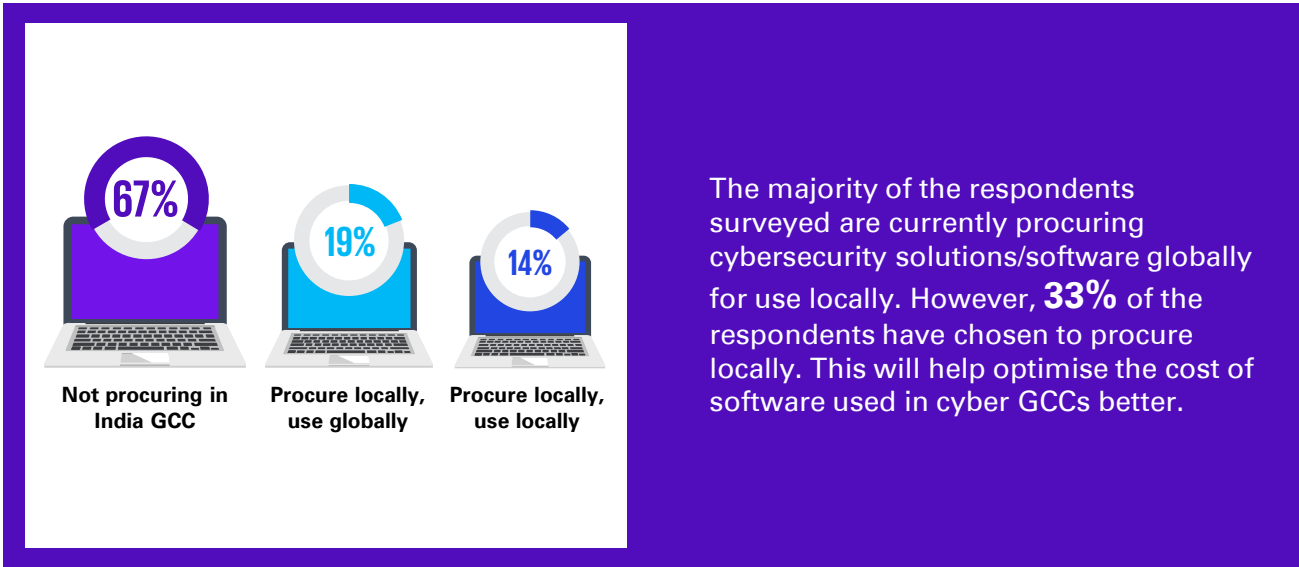 67%
19%
14%
Not procuring in
India GCC
Procure locally,
use globally
Procure locally,
use locally
The majority of the respondents
surveyed are currently procuring
cybersecurity solutions/software globally
for use locally. However, 33% of the
respondents have chosen to procure
locally. This will help optimise the cost of
software used in cyber GCCs better.